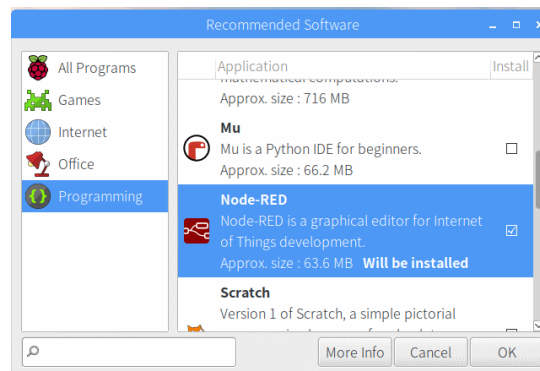 Recommended Software
All Programs
Games
Internet
Office
Programming
Application Install
mathematical computations.
Approx. size : 716 MB
Mu
Mu is a Python IDE for beginners.
Approx. size : 66.2 MB
Node-RED
Node-RED is a graphical editor for Internet
of Things development.
Approx. size : 63.6 MB Will be installed
Scratch
Version 1 of Scratch, a simple pictorial
More Info Cancel OK